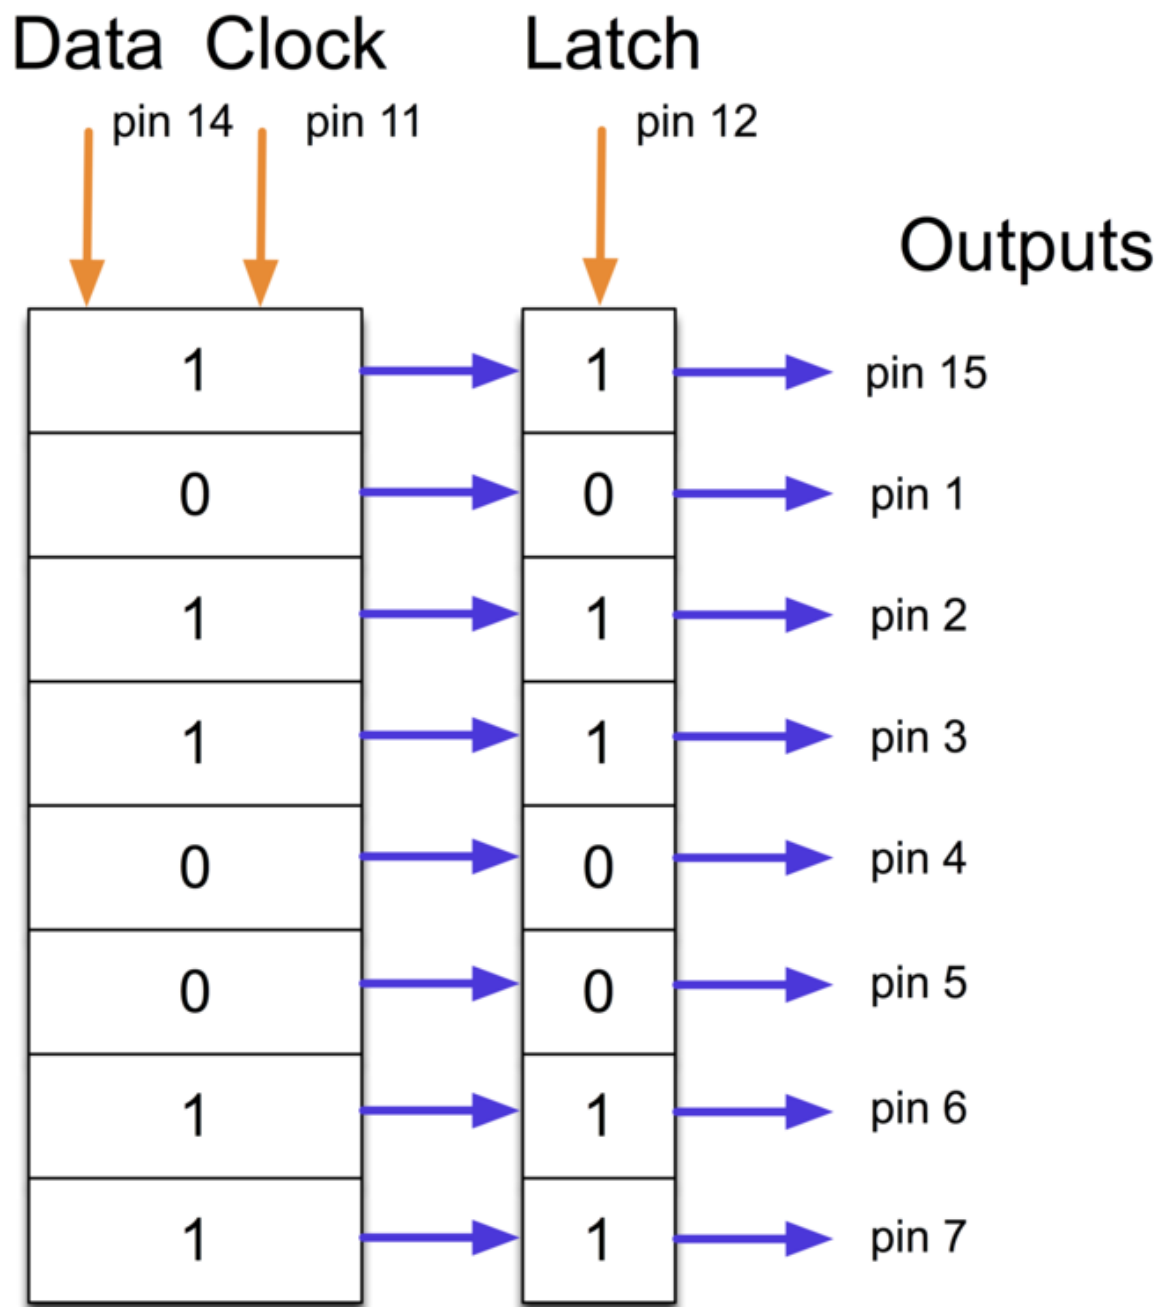 Data Clock Latch
pin 14 pin 11 pin 12
Outputs
1 1 pin 15
0 0 pin 1
1 1 pin 2
1 1 pin 3
0 0 pin 4
0 0 pin 5
1 1 pin 6
1 1 pin 7